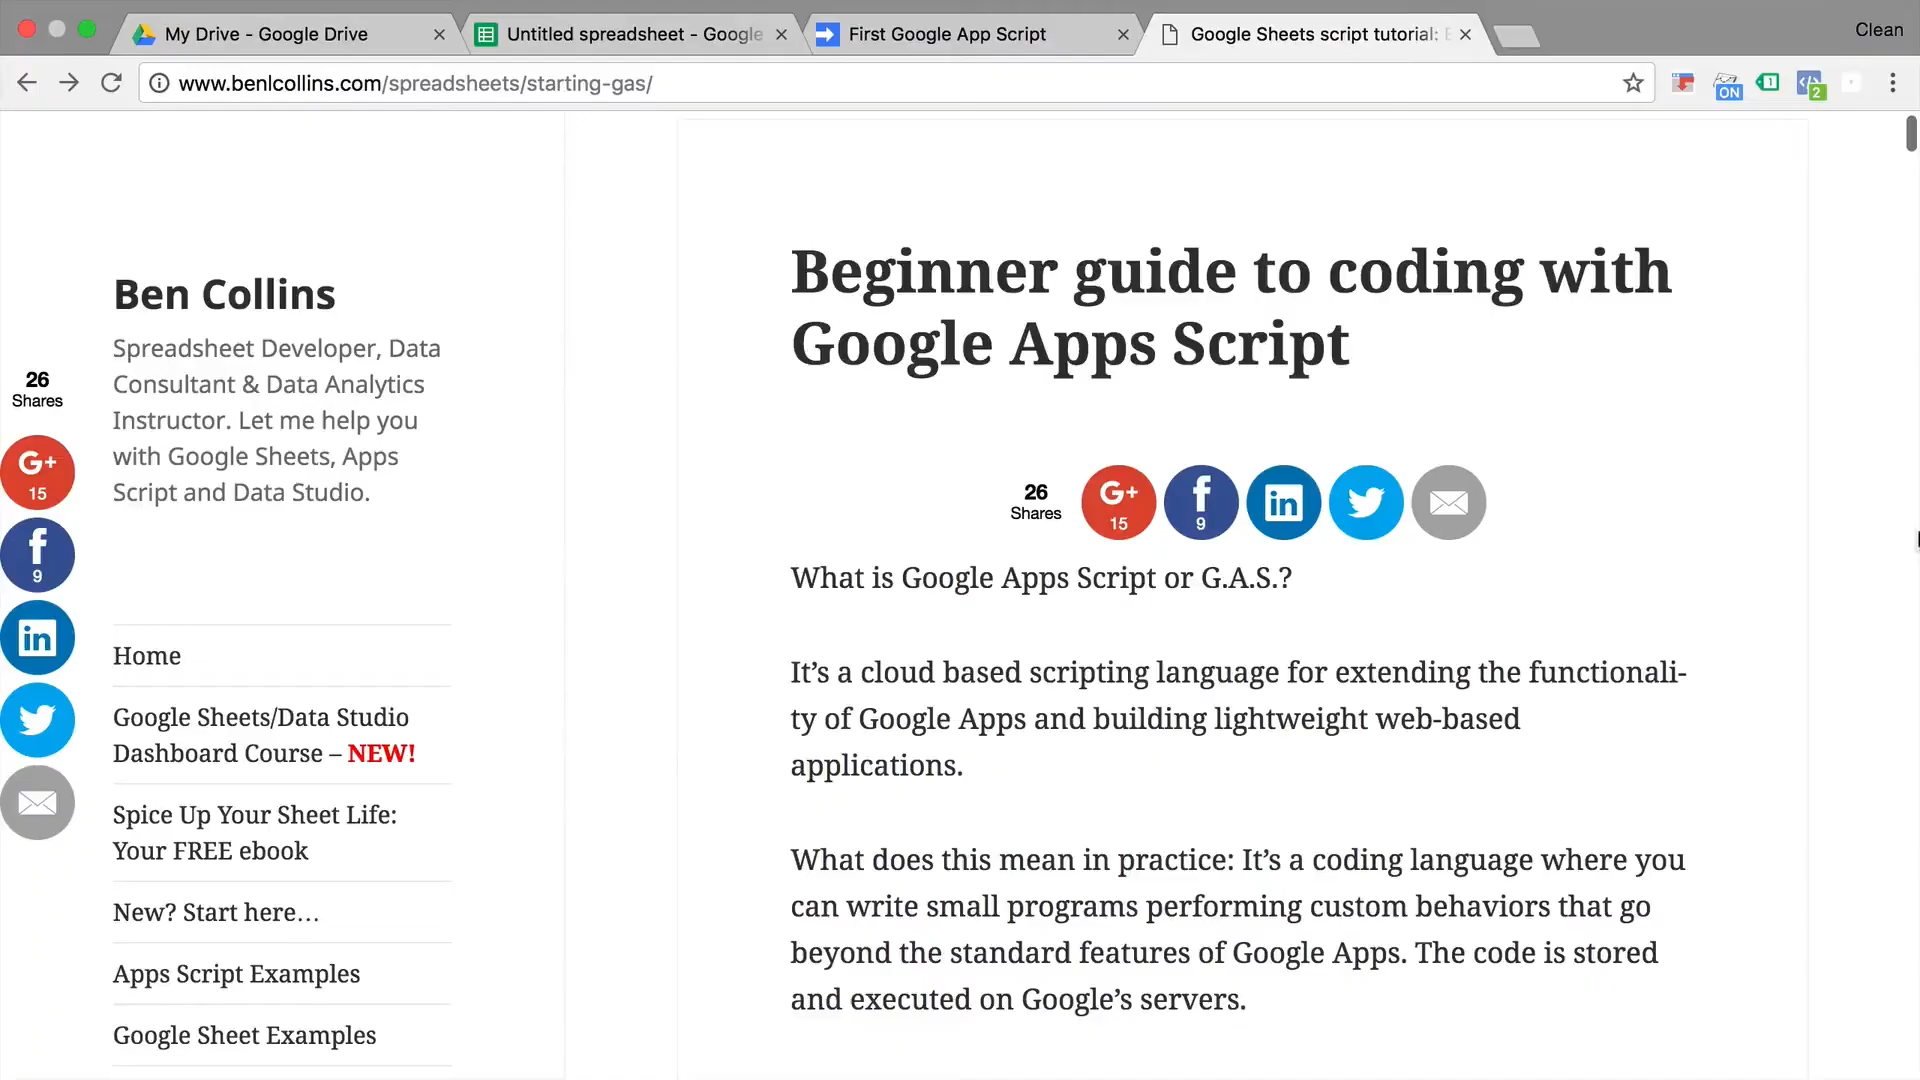 My Drive - Google Drive
Untitled spreadsheet - Google
First Google App Script
Google Sheets script tutorial:
Clean
www.benlcollins.com/spreadsheets/starting-gas/
ON
1
2
Ben Collins
Spreadsheet Developer, Data
Consultant & Data Analytics
Instructor. Let me help you
with Google Sheets, Apps
Script and Data Studio.
26
Shares
G+
15
f
9
in
Home
Google Sheets/Data Studio
Dashboard Course – NEW!
Spice Up Your Sheet Life:
Your FREE ebook
New? Start here…
Apps Script Examples
Google Sheet Examples
Beginner guide to coding with
Google Apps Script
26
Shares
G+
15
f
9
in
What is Google Apps Script or G.A.S.?
It’s a cloud based scripting language for extending the functionali-
ty of Google Apps and building lightweight web-based
applications.
What does this mean in practice: It’s a coding language where you
can write small programs performing custom behaviors that go
beyond the standard features of Google Apps. The code is stored
and executed on Google’s servers.